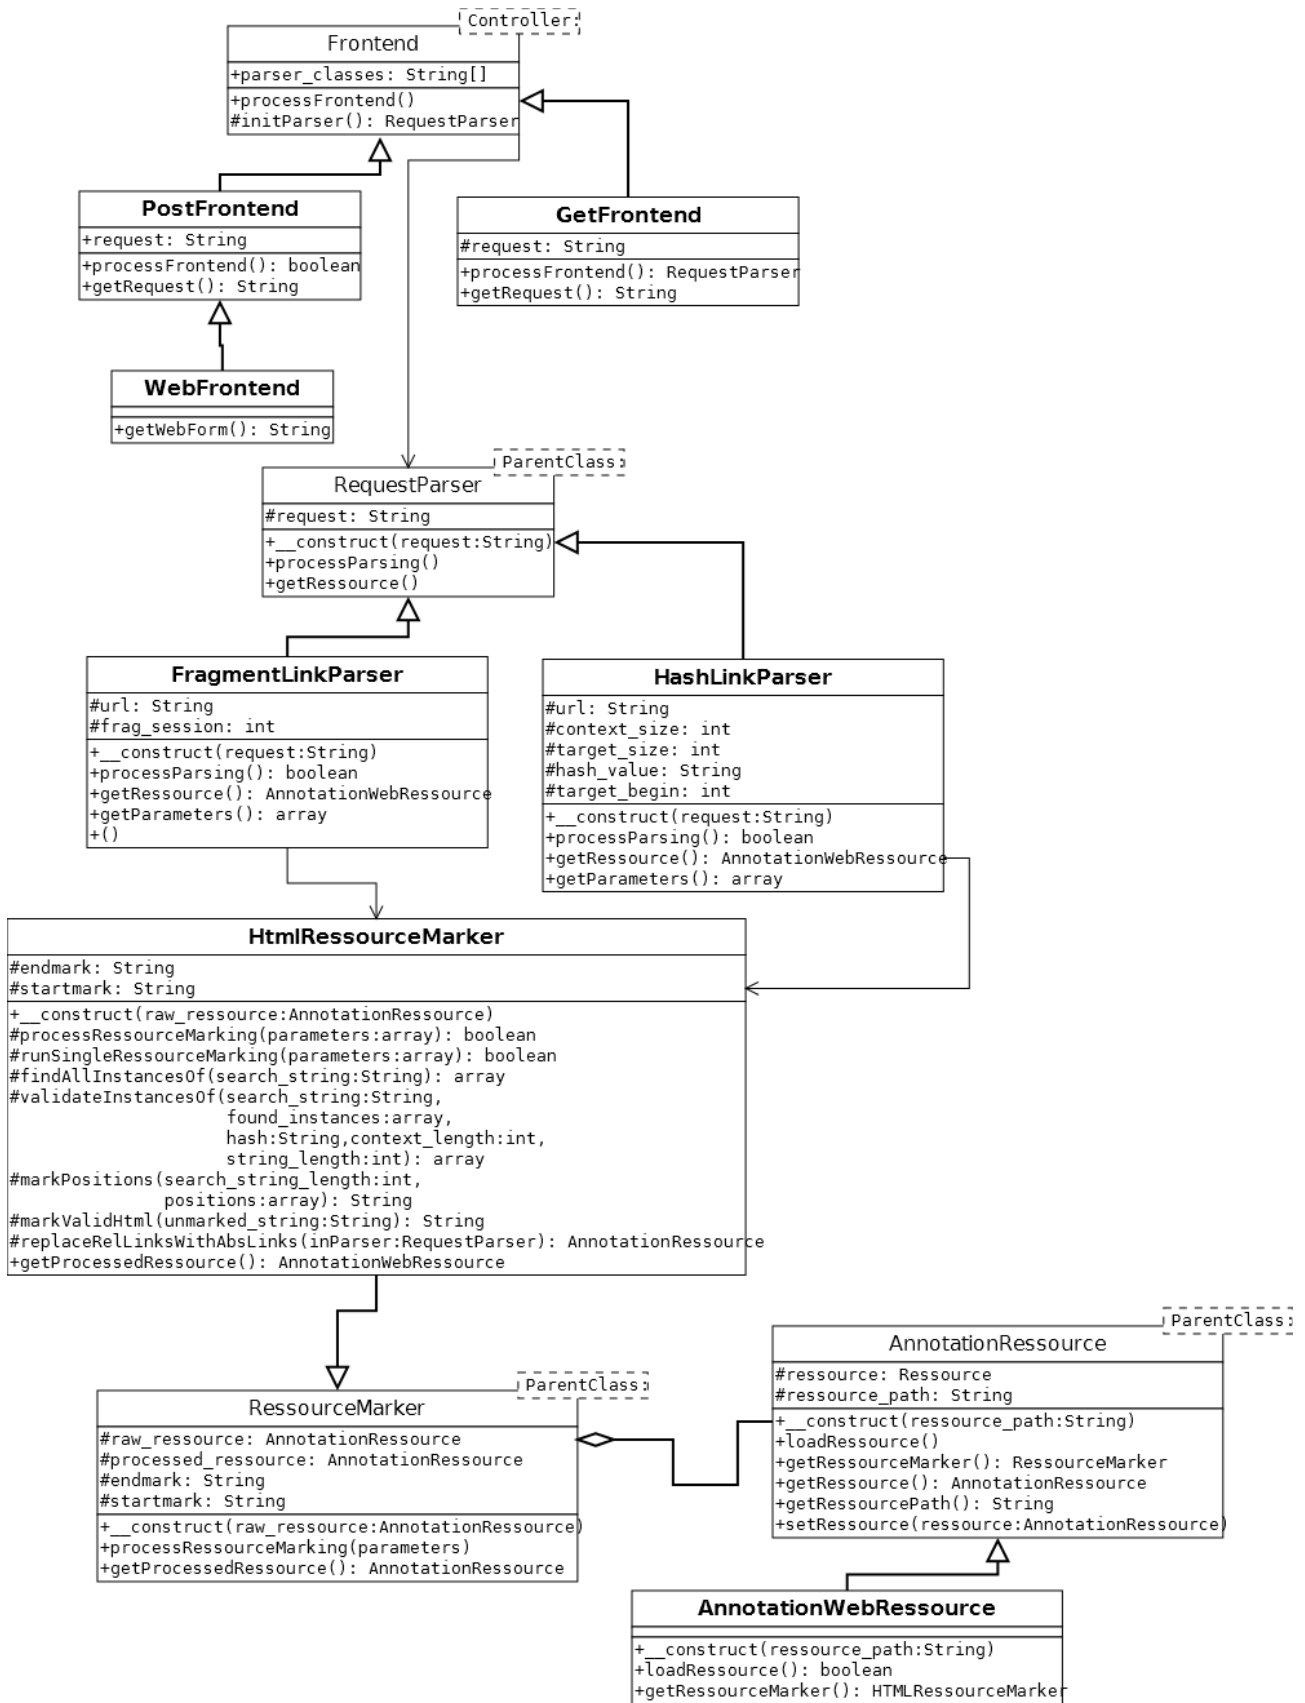 Controller:
Frontend
+parser_classes: String[]
+processFrontend()
#initParser(): RequestParser
PostFrontend
+request: String
+processFrontend(): boolean
+getRequest(): String
GetFrontend
#request: String
+processFrontend(): RequestParser
+getRequest(): String
WebFrontend
+getWebForm(): String
ParentClass:
RequestParser
#request: String
+__construct(request:String)
+processParsing()
+getRessource()
FragmentLinkParser
#url: String
#frag_session: int
+__construct(request:String)
+processParsing(): boolean
+getRessource(): AnnotationWebRessource
+getParameters(): array
+()
HashLinkParser
#url: String
#context_size: int
#target_size: int
#hash_value: String
#target_begin: int
+__construct(request:String)
+processParsing(): boolean
+getRessource(): AnnotationWebRessource
+getParameters(): array
HtmlRessourceMarker
#endmark: String
#startmark: String
+__construct(raw_ressource:AnnotationRessource)
#processRessourceMarking(parameters:array): boolean
#runSingleRessourceMarking(parameters:array): boolean
#findAllInstancesOf(search_string:String): array
#validateInstancesOf(search_string:String,
found_instances:array,
hash:String,context_length:int,
string_length:int): array
#markPositions(search_string_length:int,
positions:array): String
#markValidHtml(unmarked_string:String): String
#replaceRelLinksWithAbsLinks(inParser:RequestParser): AnnotationRessource
+getProcessedRessource(): AnnotationWebRessource
ParentClass:
RessourceMarker
#raw_ressource: AnnotationRessource
#processed_ressource: AnnotationRessource
#endmark: String
#startmark: String
+__construct(raw_ressource:AnnotationRessource)
+processRessourceMarking(parameters)
+getProcessedRessource(): AnnotationRessource
ParentClass:
AnnotationRessource
#ressource: Ressource
#ressource_path: String
+__construct(ressource_path:String)
+loadRessource()
+getRessourceMarker(): RessourceMarker
+getRessource(): AnnotationRessource
+getRessourcePath(): String
+setRessource(ressource:AnnotationRessource)
AnnotationWebRessource
+__construct(ressource_path:String)
+loadRessource(): boolean
+getRessourceMarker(): HTMLRessourceMarker